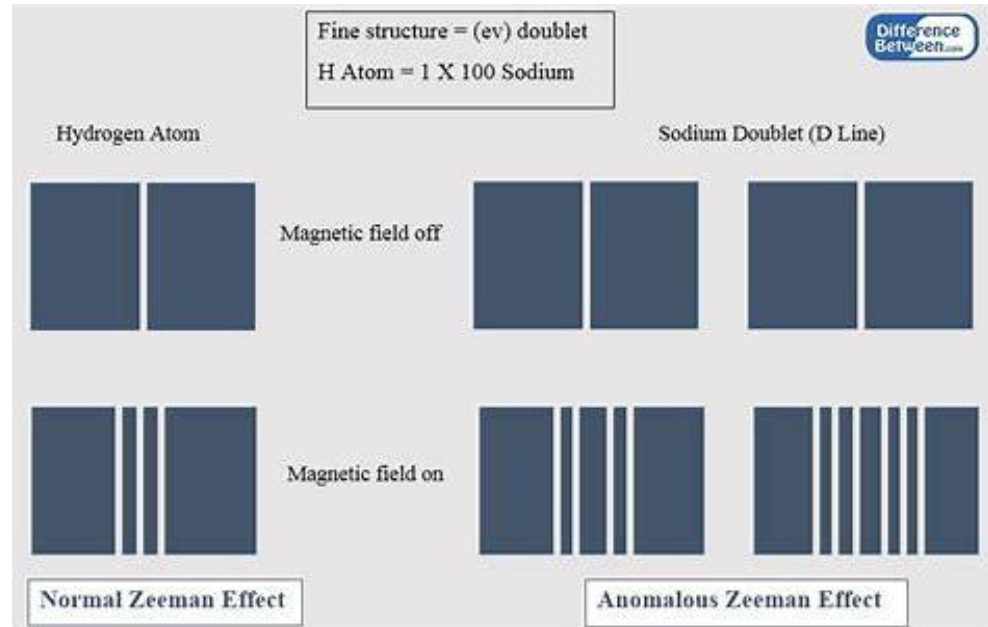 Fine structure = (ev) doublet
H Atom = 1 X 100 Sodium
Difference
Between.com
Hydrogen Atom
Sodium Doublet (D Line)
Magnetic field off
Magnetic field on
Normal Zeeman Effect
Anomalous Zeeman Effect